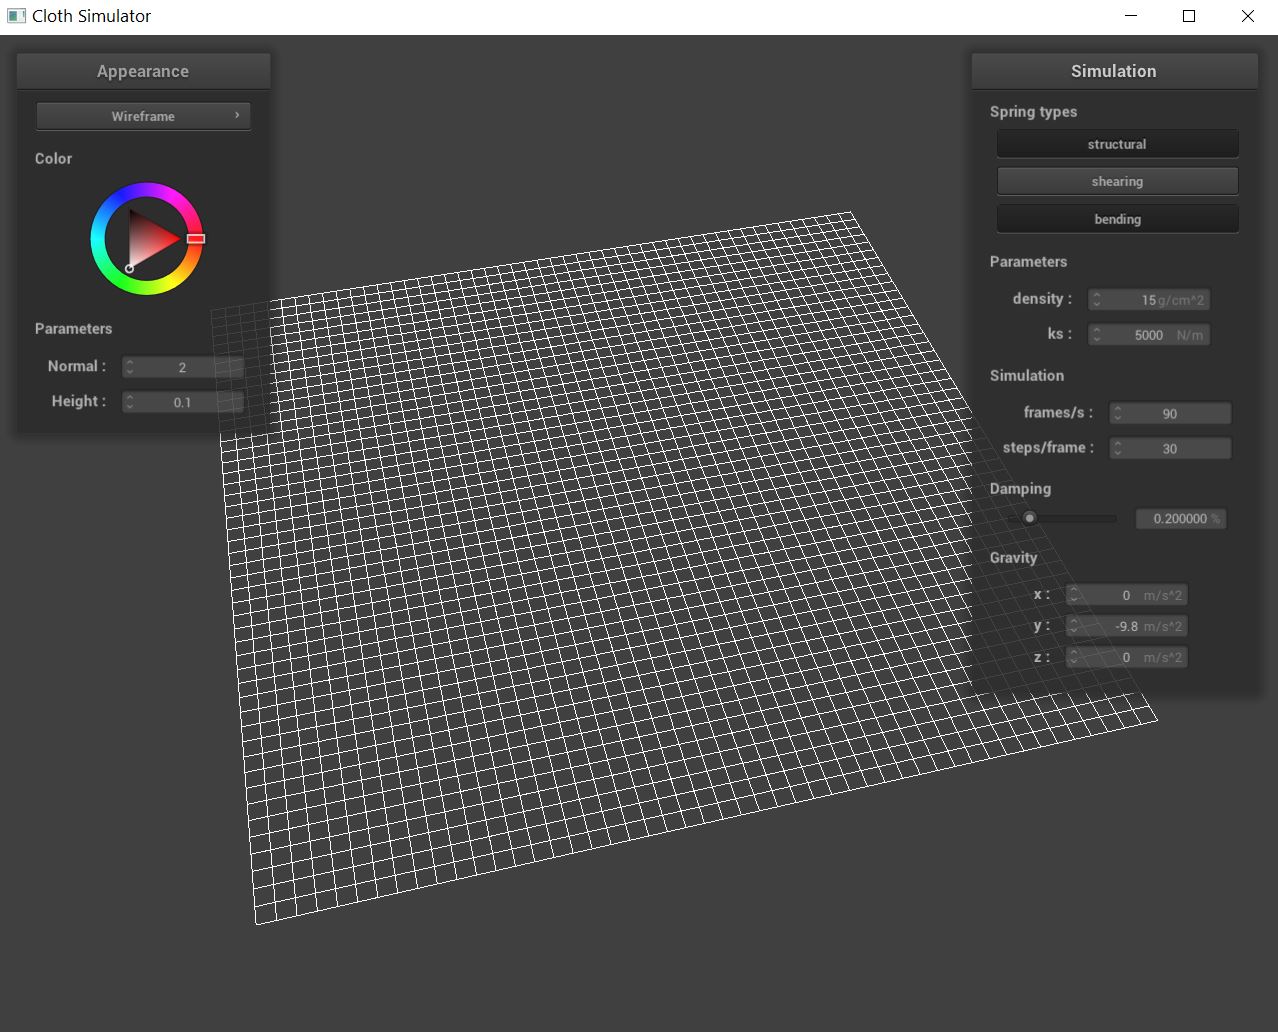 Cloth Simulator
Appearance
Wireframe
Color
Parameters
Normal : 2
Height : 0.1
Simulation
Spring types
structural
shearing
bending
Parameters
density : 15 g/cm^2
ks : 5000 N/m
Simulation
frames/s : 90
steps/frame : 30
Damping
0.200000 %
Gravity
x : 0 m/s^2
y : -9.8 m/s^2
z : 0 m/s^2